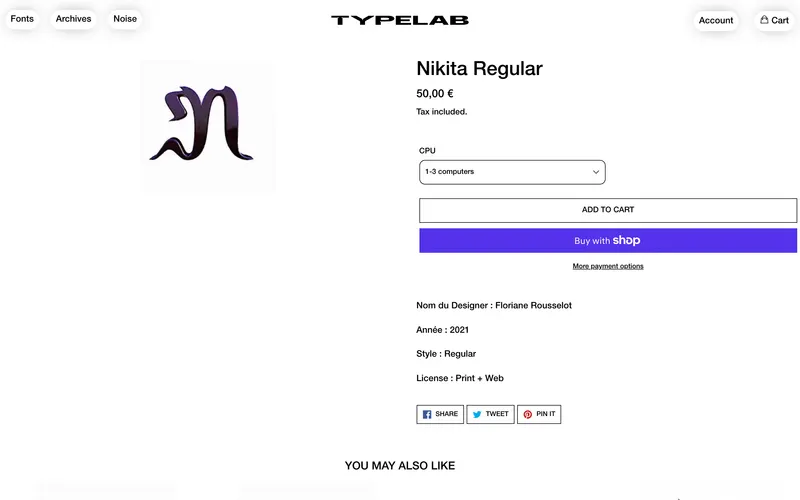 Fonts
Archives
Noise
TYPELAB
Account
Cart
Nikita Regular
50,00 €
Tax included.
CPU
1-3 computers
ADD TO CART
Buy with shop
More payment options
Nom du Designer : Floriane Rousselot
Année : 2021
Style : Regular
License : Print + Web
SHARE
TWEET
PIN IT
YOU MAY ALSO LIKE